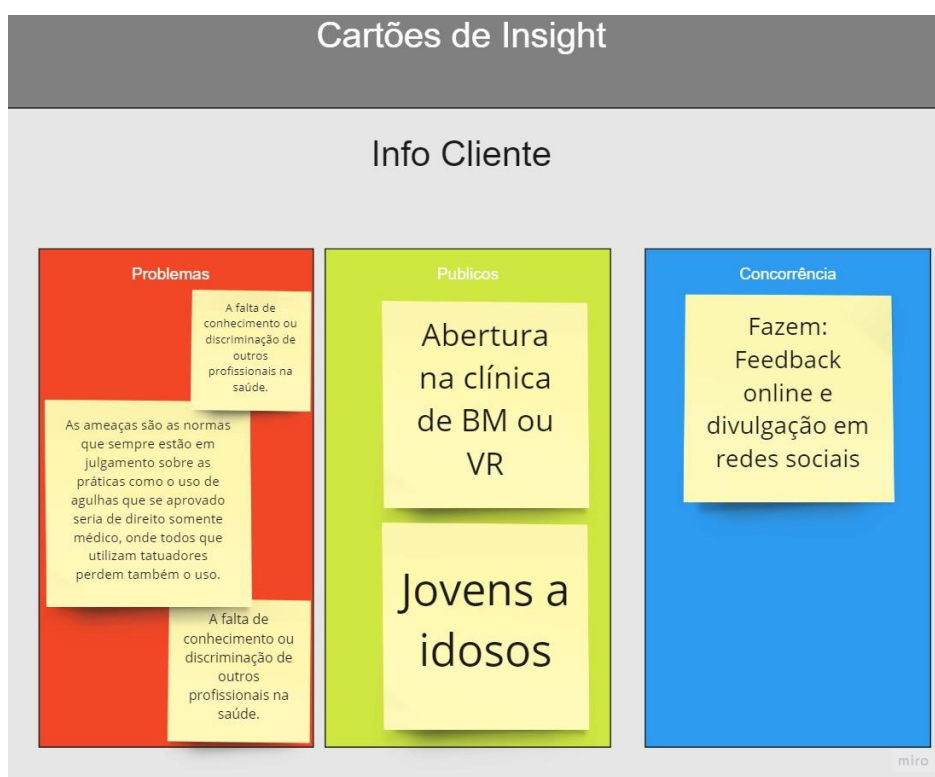 Cartões de Insight
Info Cliente
Problemas
A falta de
conhecimento ou
discriminação de
outros
profissionais na
saúde.
As ameaças são as normas
que sempre estão em
julgamento sobre as
práticas como o uso de
agulhas que se aprovado
seria de direito somente
médico, onde todos que
utilizam tatuadores
perdem também o uso.
A falta de
conhecimento ou
discriminação de
outros
profissionais na
saúde.
Publicos
Abertura
na clínica
de BM ou
VR
Jovens a
idosos
Concorrência
Fazem:
Feedback
online e
divulgação em
redes sociais
miro